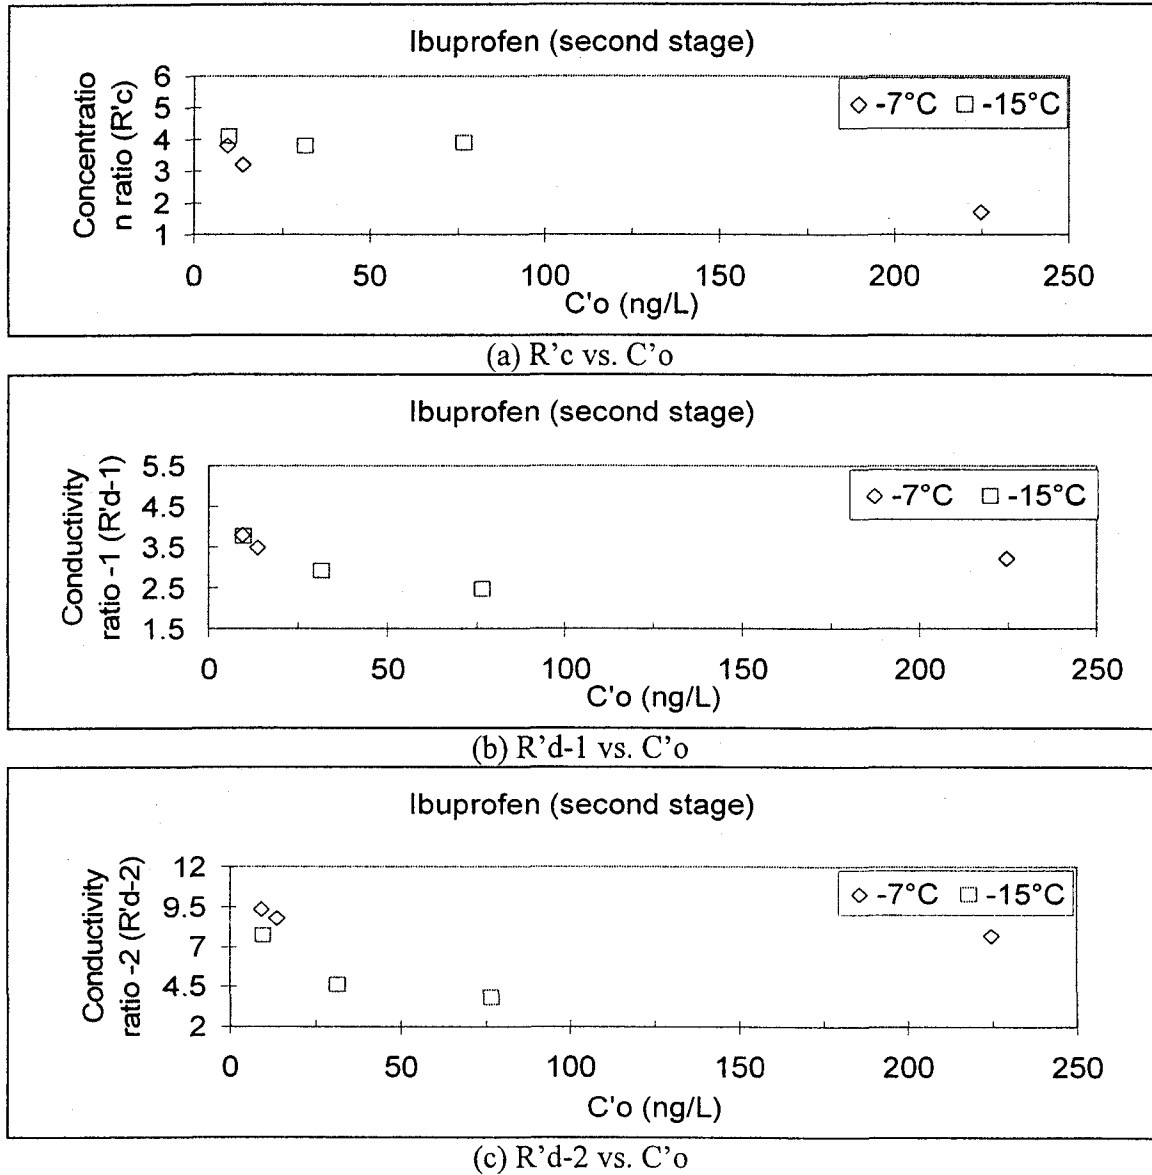 Ibuprofen (second stage)
Concentratio
n ratio (R'c)
6
5
4
3
2
1
◇ -7°C □ -15°C
0 50 100 150 200 250
C'o (ng/L)
(a) R'c vs. C'o
Ibuprofen (second stage)
Conductivity
ratio -1 (R'd-1)
5.5
4.5
3.5
2.5
1.5
◇ -7°C □ -15°C
0 50 100 150 200 250
C'o (ng/L)
(b) R'd-1 vs. C'o
Ibuprofen (second stage)
Conductivity
ratio -2 (R'd-2)
12
9.5
7
4.5
2
◇ -7°C □ -15°C
0 50 100 150 200 250
C'o (ng/L)
(c) R'd-2 vs. C'o